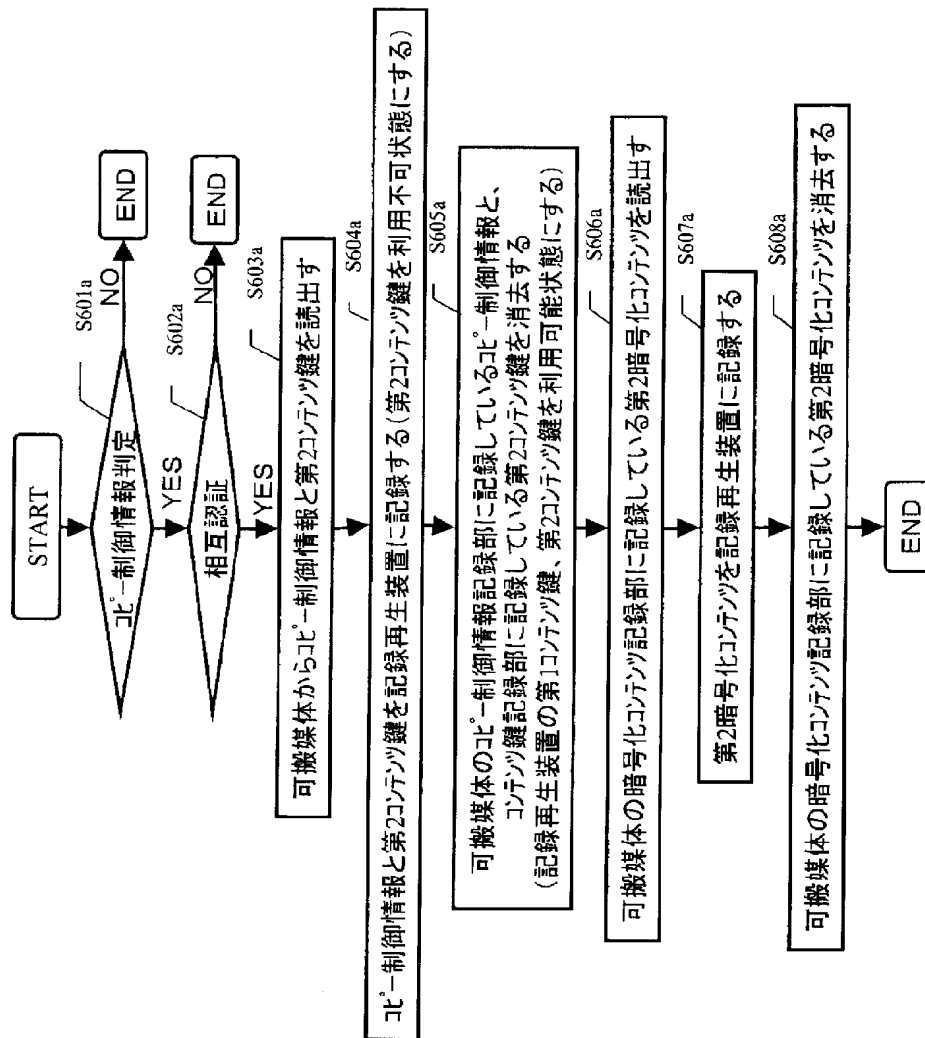 START
S601a
コピー制御情報判定
NO
END
YES
S602a
相互認証
NO
END
YES
S603a
可搬媒体からコピー制御情報と第2コンテンツ鍵を読出す
S604a
コピー制御情報と第2コンテンツ鍵を記録再生装置に記録する(第2コンテンツ鍵を利用不可状態にする)
S605a
可搬媒体のコピー制御情報記録部に記録しているコピー制御情報と、
コンテンツ鍵記録部に記録している第2コンテンツ鍵を消去する
(記録再生装置の第1コンテンツ鍵、第2コンテンツ鍵を利用可能状態にする)
S606a
可搬媒体の暗号化コンテンツ記録部に記録している第2暗号化コンテンツを読出す
S607a
第2暗号化コンテンツを記録再生装置に記録する
S608a
可搬媒体の暗号化コンテンツ記録部に記録している第2暗号化コンテンツを消去する
END